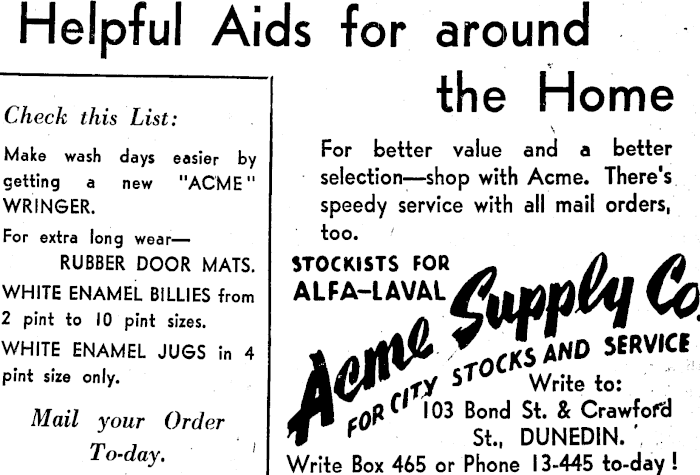 Helpful Aids for around
the Home
Check this List:
Make wash days easier by
getting a new "ACME"
WRINGER.
For extra long wear—
RUBBER DOOR MATS.
WHITE ENAMEL BILLIES from
2 pint to 10 pint sizes.
WHITE ENAMEL JUGS in 4
pint size only.
Mail your Order
To-day.
For better value and a better
selection—shop with Acme. There's
speedy service with all mail orders,
too.
STOCKISTS FOR
ALFA-LAVAL
Acme Supply Co.
FOR CITY STOCKS AND SERVICE
Write to:
103 Bond St. & Crawford
St., DUNEDIN.
Write Box 465 or Phone 13-445 to-day!